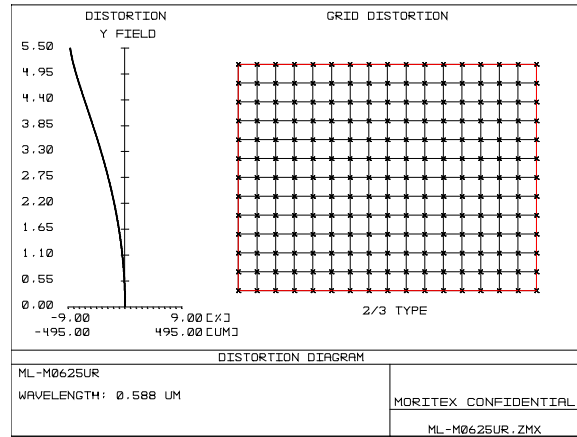 DISTORTION
Y FIELD
GRID DISTORTION
5.50
4.95
4.40
3.85
3.30
2.75
2.20
1.65
1.10
0.55
0.00
-9.00 9.00[%]
-495.00 495.00[UM]
2/3 TYPE
DISTORTION DIAGRAM
ML-M0625UR
WAVELENGTH: 0.588 UM
MORITEX CONFIDENTIAL
ML-M0625UR.ZMX